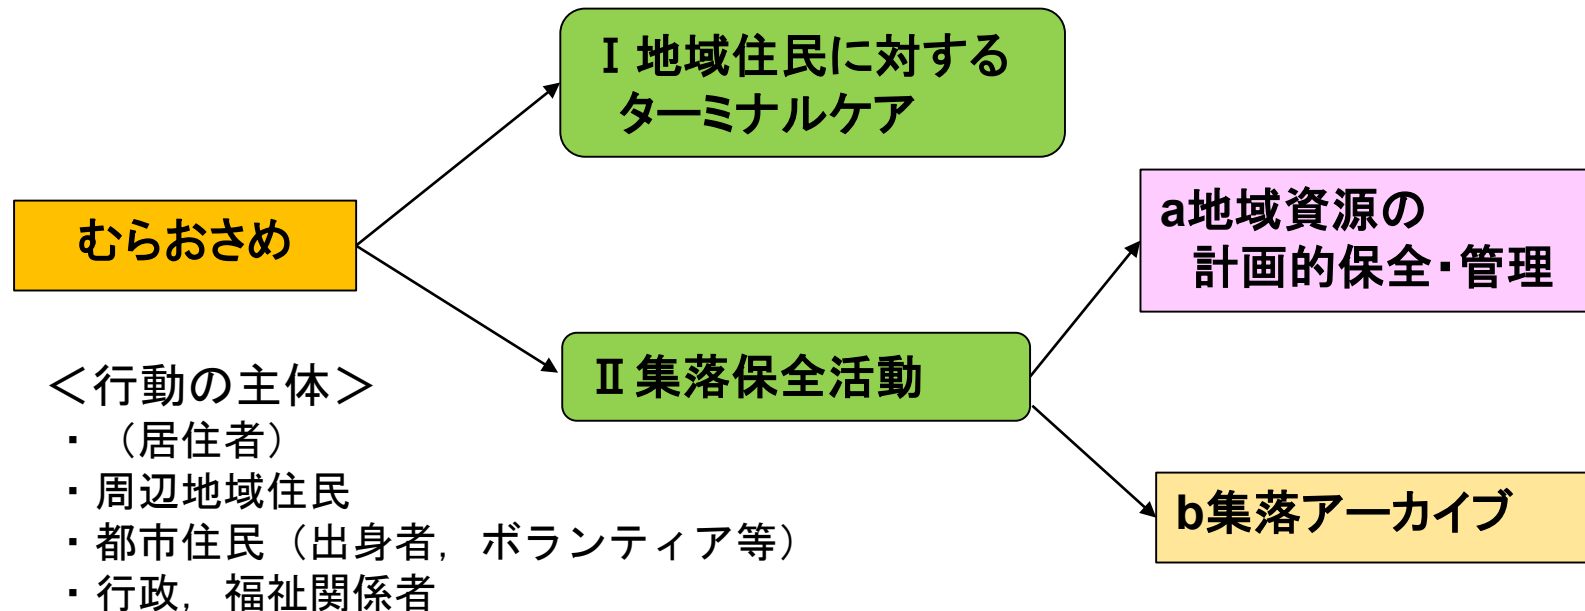 Ⅰ 地域住民に対する
ターミナルケア
むらおさめ
a地域資源の
計画的保全・管理
Ⅱ 集落保全活動
b集落アーカイブ
＜行動の主体＞
・（居住者）
・周辺地域住民
・都市住民（出身者，ボランティア等）
・行政，福祉関係者